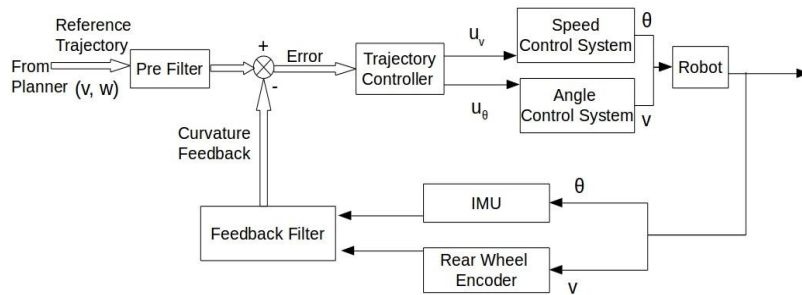 Reference
Trajectory
From
Planner
(v, w)
Pre Filter
+
-
Error
Trajectory
Controller
u_v
u_θ
Speed
Control System
θ
Angle
Control System
v
Robot
Curvature
Feedback
Feedback Filter
IMU
θ
Rear Wheel
Encoder
v